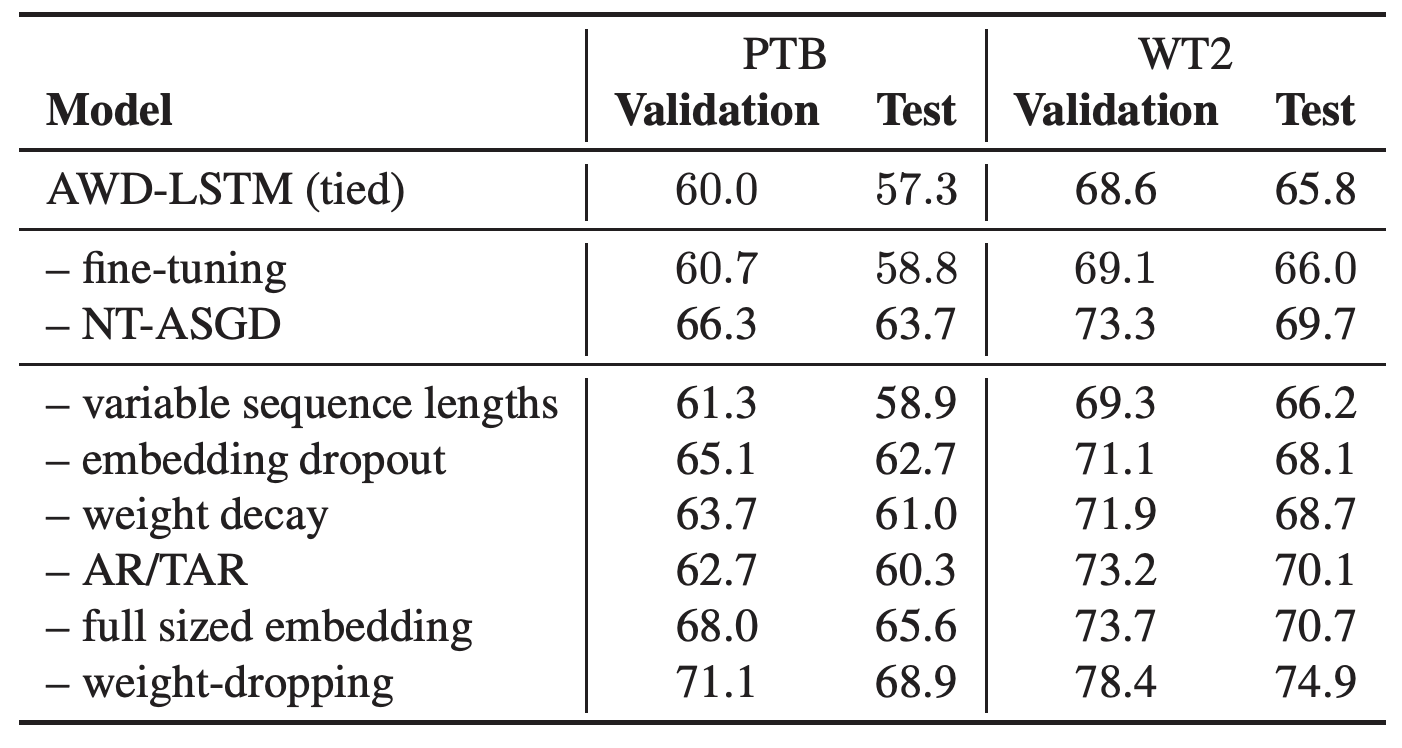 PTB WT2
Model Validation Test Validation Test
AWD-LSTM (tied) 60.0 57.3 68.6 65.8
– fine-tuning 60.7 58.8 69.1 66.0
– NT-ASGD 66.3 63.7 73.3 69.7
– variable sequence lengths 61.3 58.9 69.3 66.2
– embedding dropout 65.1 62.7 71.1 68.1
– weight decay 63.7 61.0 71.9 68.7
– AR/TAR 62.7 60.3 73.2 70.1
– full sized embedding 68.0 65.6 73.7 70.7
– weight-dropping 71.1 68.9 78.4 74.9